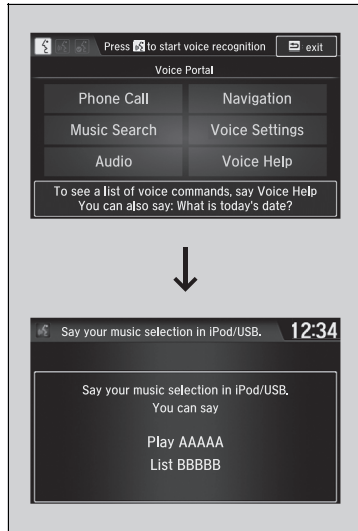 Press to start voice recognition
exit
Voice Portal
Phone Call
Navigation
Music Search
Voice Settings
Audio
Voice Help
To see a list of voice commands, say Voice Help
You can also say: What is today's date?
Say your music selection in iPod/USB.
12:34
Say your music selection in iPod/USB.
You can say
Play AAAAA
List BBBBB